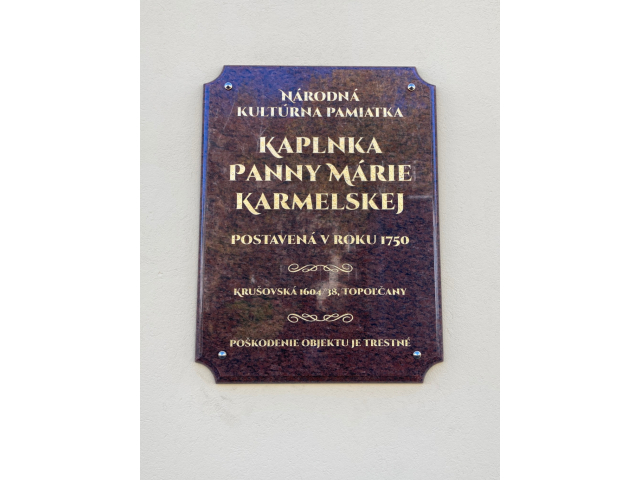 Národná
kultúrna pamiatka
Kaplnka
Panny Márie
Karmelskej
Postavená v roku 1750
Krušovská 1604/38, Topoľčany
Poškodenie objektu je trestné